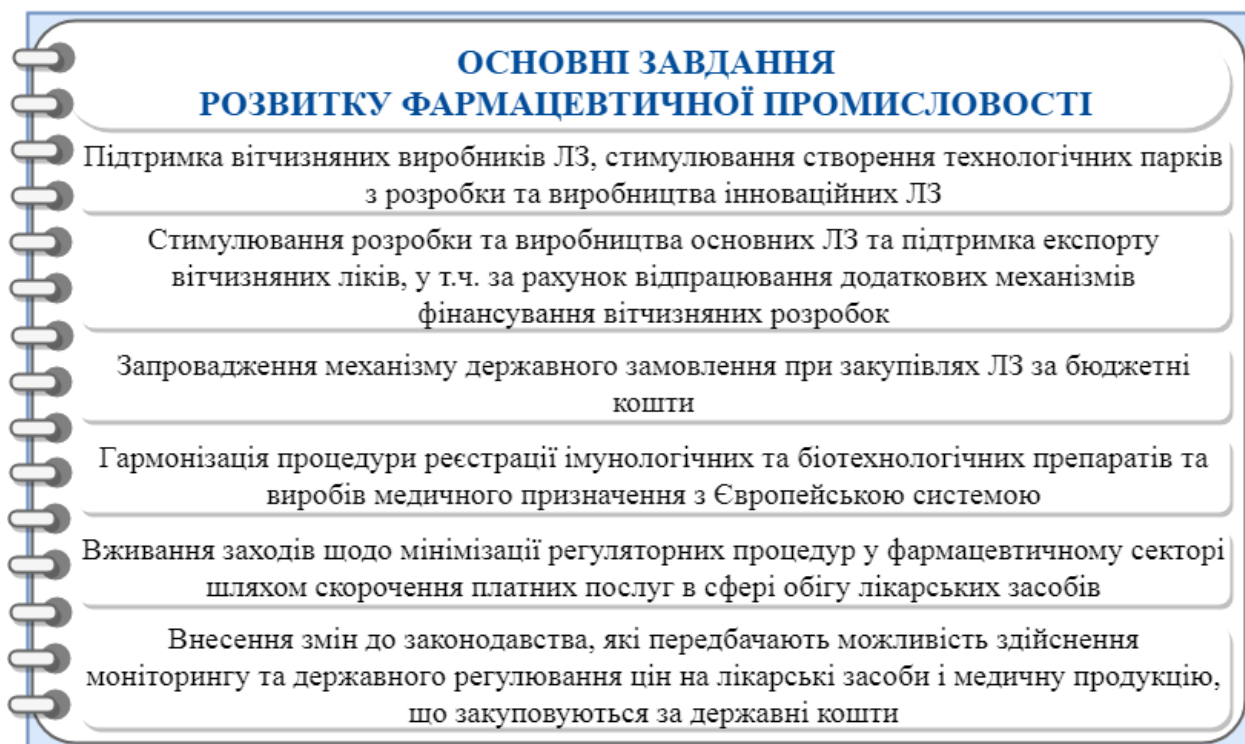 ОСНОВНІ ЗАВДАННЯ
РОЗВИТКУ ФАРМАЦЕВТИЧНОЇ ПРОМИСЛОВОСТІ
Підтримка вітчизняних виробників ЛЗ, стимулювання створення технологічних парків
з розробки та виробництва інноваційних ЛЗ
Стимулювання розробки та виробництва основних ЛЗ та підтримка експорту
вітчизняних ліків, у т.ч. за рахунок відпрацювання додаткових механізмів
фінансування вітчизняних розробок
Запровадження механізму державного замовлення при закупівлях ЛЗ за бюджетні
кошти
Гармонізація процедури реєстрації імунологічних та біотехнологічних препаратів та
виробів медичного призначення з Європейською системою
Вживання заходів щодо мінімізації регуляторних процедур у фармацевтичному секторі
шляхом скорочення платних послуг в сфері обігу лікарських засобів
Внесення змін до законодавства, які передбачають можливість здійснення
моніторингу та державного регулювання цін на лікарські засоби і медичну продукцію,
що закуповуються за державні кошти